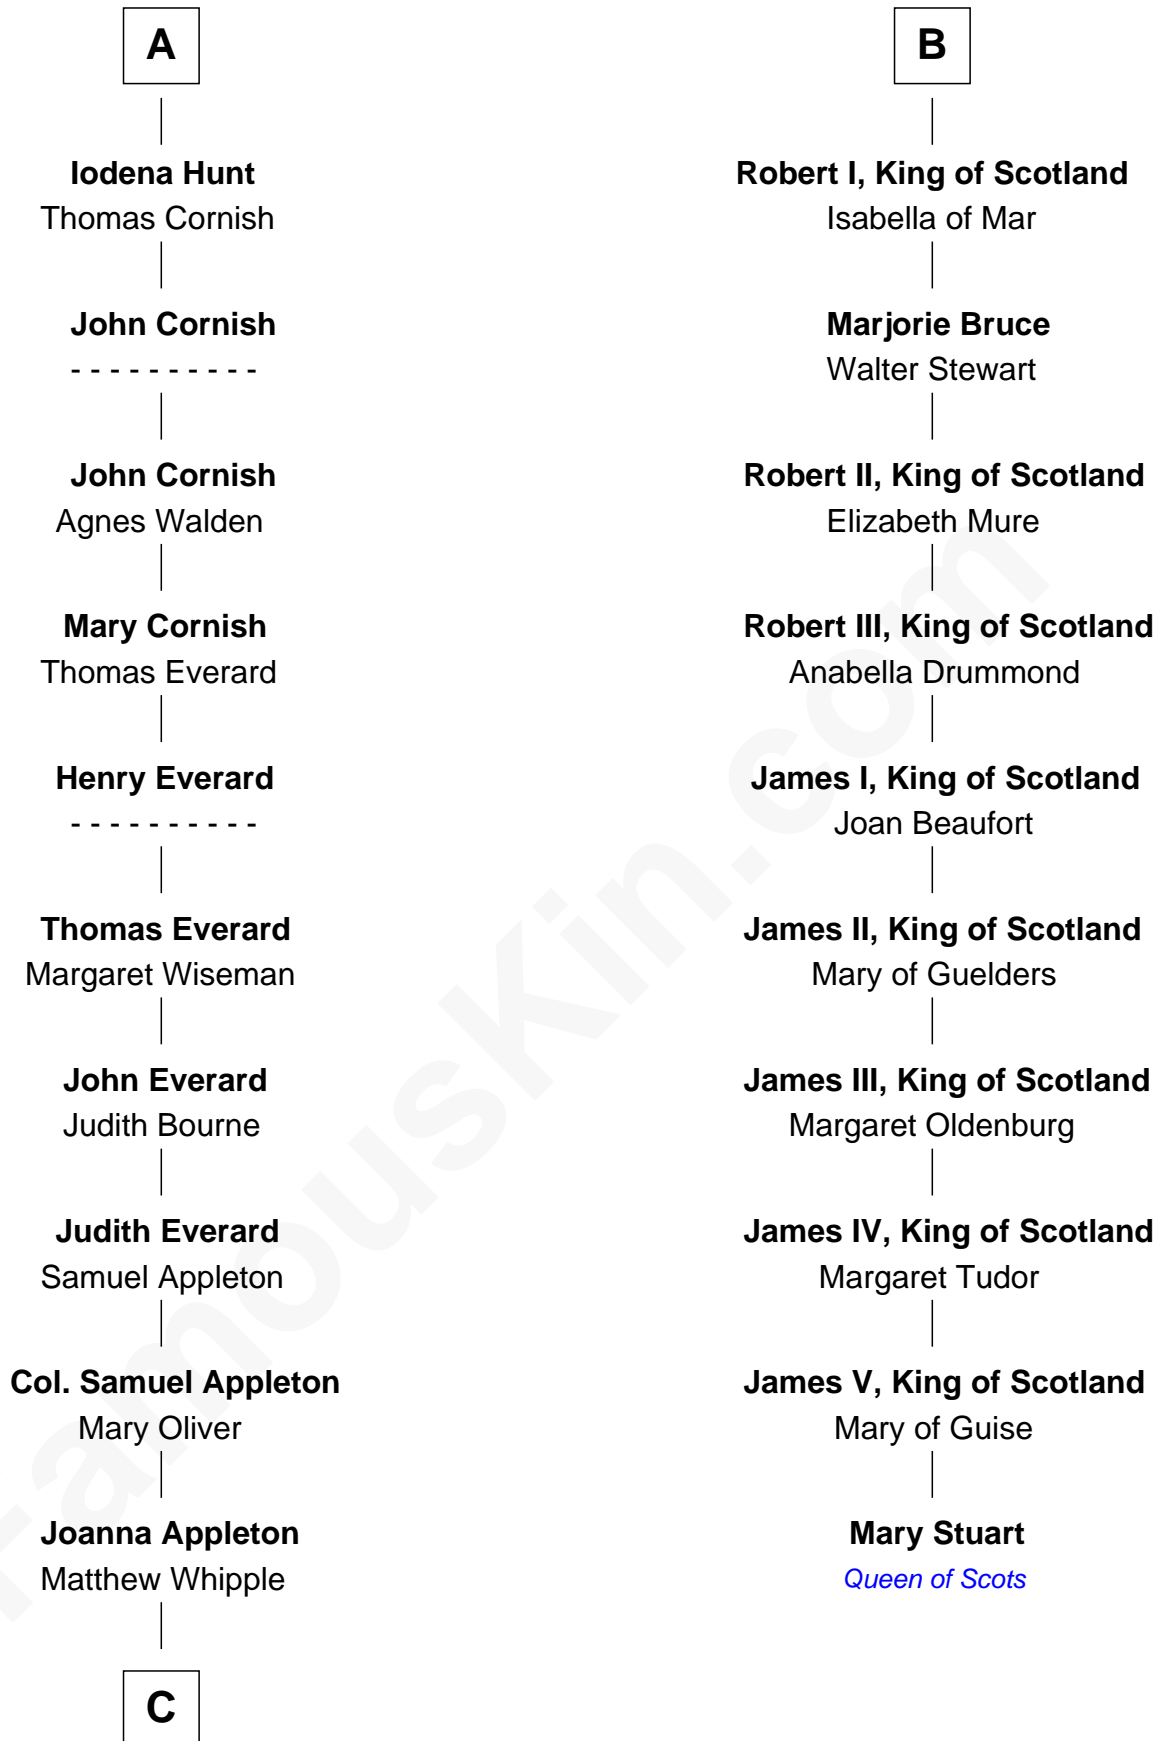 A
Iodena Hunt
Thomas Cornish
John Cornish
- - - - - - - - - -
John Cornish
Agnes Walden
Mary Cornish
Thomas Everard
Henry Everard
- - - - - - - - - -
Thomas Everard
Margaret Wiseman
John Everard
Judith Bourne
Judith Everard
Samuel Appleton
Col. Samuel Appleton
Mary Oliver
Joanna Appleton
Matthew Whipple
C
B
Robert I, King of Scotland
Isabella of Mar
Marjorie Bruce
Walter Stewart
Robert II, King of Scotland
Elizabeth Mure
Robert III, King of Scotland
Anabella Drummond
James I, King of Scotland
Joan Beaufort
James II, King of Scotland
Mary of Guelders
James III, King of Scotland
Margaret Oldenburg
James IV, King of Scotland
Margaret Tudor
James V, King of Scotland
Mary of Guise
Mary Stuart
Queen of Scots
FamousKin.com